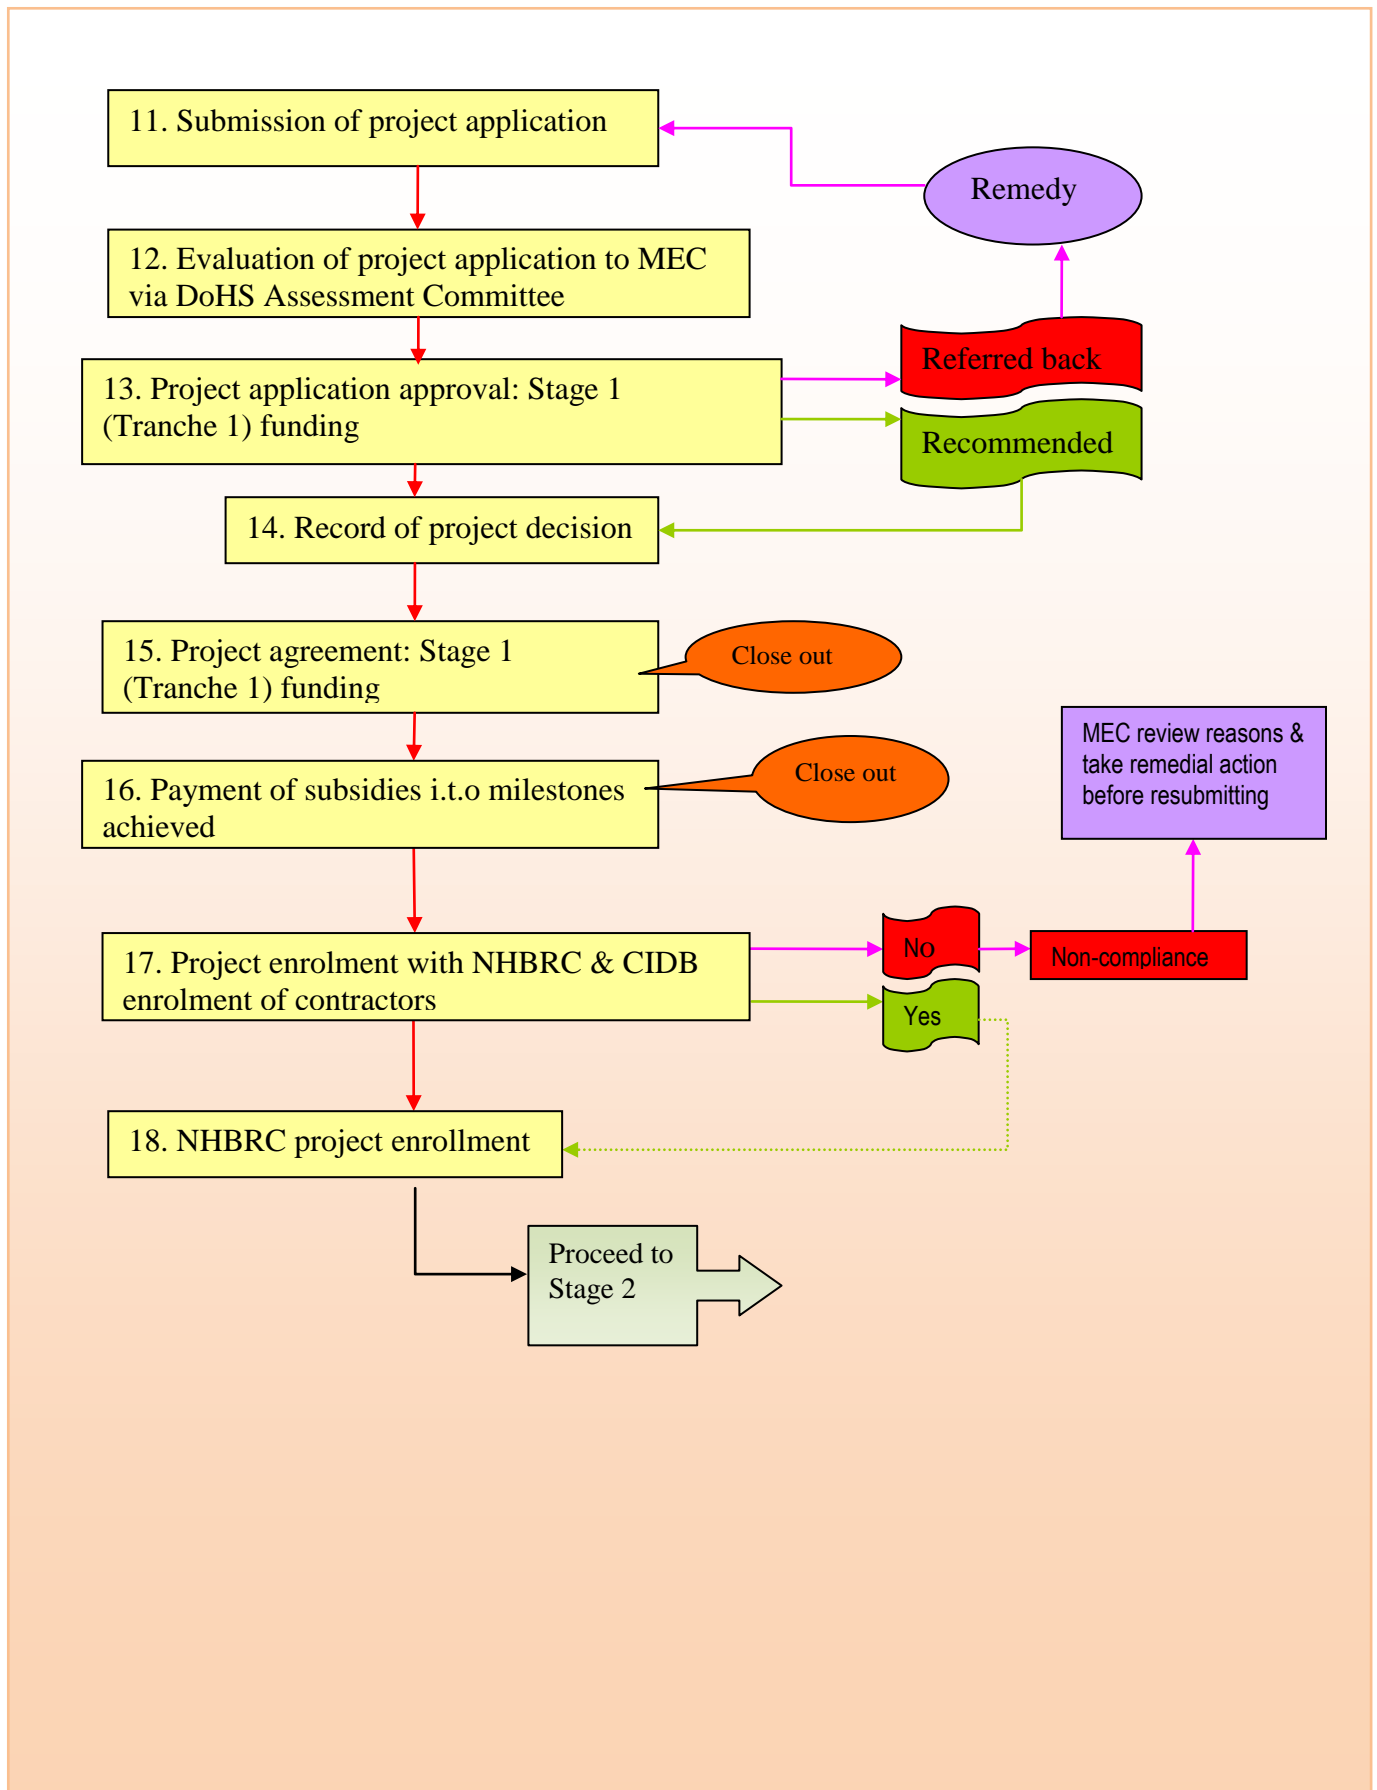 11. Submission of project application
Remedy
12. Evaluation of project application to MEC
via DoHS Assessment Committee
Referred back
13. Project application approval: Stage 1
(Tranche 1) funding
Recommended
14. Record of project decision
15. Project agreement: Stage 1
(Tranche 1) funding
Close out
MEC review reasons &
take remedial action
before resubmitting
16. Payment of subsidies i.t.o milestones
achieved
Close out
17. Project enrolment with NHBRC & CIDB
enrolment of contractors
No
Non-compliance
Yes
18. NHBRC project enrollment
Proceed to
Stage 2